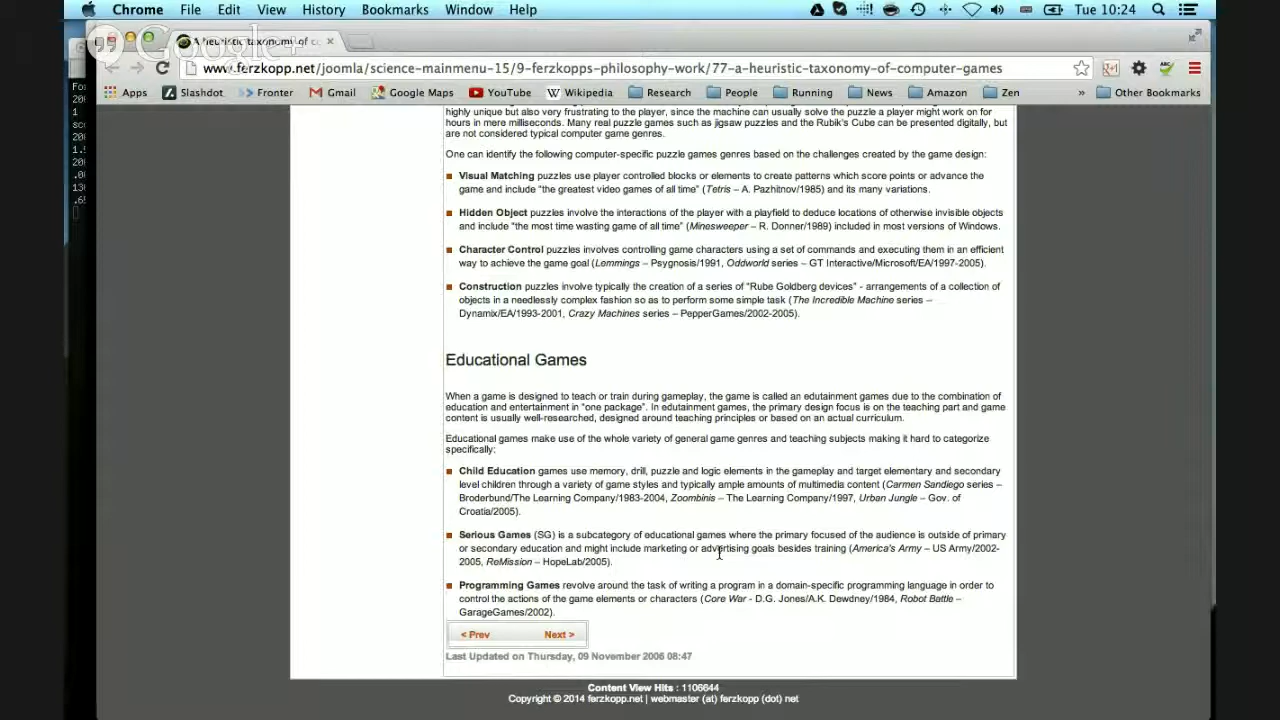 Chrome File Edit View History Bookmarks Window Help Tue 10:24
Google+
A heuristic taxonomy of c
www.ferzkopp.net/joomla/science-mainmenu-15/9-ferzkopps-philosophy-work/77-a-heuristic-taxonomy-of-computer-games
Apps Slashdot Fronter Gmail Google Maps YouTube Wikipedia Research People Running News Amazon Zen » Other Bookmarks
highly unique but also very frustrating to the player, since the machine can usually solve the puzzle a player might work on for
hours in mere milliseconds. Many real puzzle games such as jigsaw puzzles and the Rubik's Cube can be presented digitally, but
are not considered typical computer game genres.
One can identify the following computer-specific puzzle games genres based on the challenges created by the game design:
Visual Matching puzzles use player controlled blocks or elements to create patterns which score points or advance the
game and include "the greatest video games of all time" (Tetris – A. Pazhitnov/1985) and its many variations.
Hidden Object puzzles involve the interactions of the player with a playfield to deduce locations of otherwise invisible objects
and include "the most time wasting game of all time" (Minesweeper – R. Donner/1989) included in most versions of Windows.
Character Control puzzles involves controlling game characters using a set of commands and executing them in an efficient
way to achieve the game goal (Lemmings – Psygnosis/1991, Oddworld series – GT Interactive/Microsoft/EA/1997-2005).
Construction puzzles involve typically the creation of a series of "Rube Goldberg devices" - arrangements of a collection of
objects in a needlessly complex fashion so as to perform some simple task (The Incredible Machine series –
Dynamix/EA/1993-2001, Crazy Machines series – PepperGames/2002-2005).
Educational Games
When a game is designed to teach or train during gameplay, the game is called an edutainment games due to the combination of
education and entertainment in "one package". In edutainment games, the primary design focus is on the teaching part and game
content is usually well-researched, designed around teaching principles or based on an actual curriculum.
Educational games make use of the whole variety of general game genres and teaching subjects making it hard to categorize
specifically:
Child Education games use memory, drill, puzzle and logic elements in the gameplay and target elementary and secondary
level children through a variety of game styles and typically ample amounts of multimedia content (Carmen Sandiego series –
Broderbund/The Learning Company/1983-2004, Zoombinis – The Learning Company/1997, Urban Jungle – Gov. of
Croatia/2005).
Serious Games (SG) is a subcategory of educational games where the primary focused of the audience is outside of primary
or secondary education and might include marketing or advertising goals besides training (America's Army – US Army/2002-
2005, ReMission – HopeLab/2005).
Programming Games revolve around the task of writing a program in a domain-specific programming language in order to
control the actions of the game elements or characters (Core War - D.G. Jones/A.K. Dewdney/1984, Robot Battle –
GarageGames/2002).
< Prev Next >
Last Updated on Thursday, 09 November 2006 08:47
Content View Hits : 1106644
Copyright © 2014 ferzkopp.net | webmaster (at) ferzkopp (dot) net